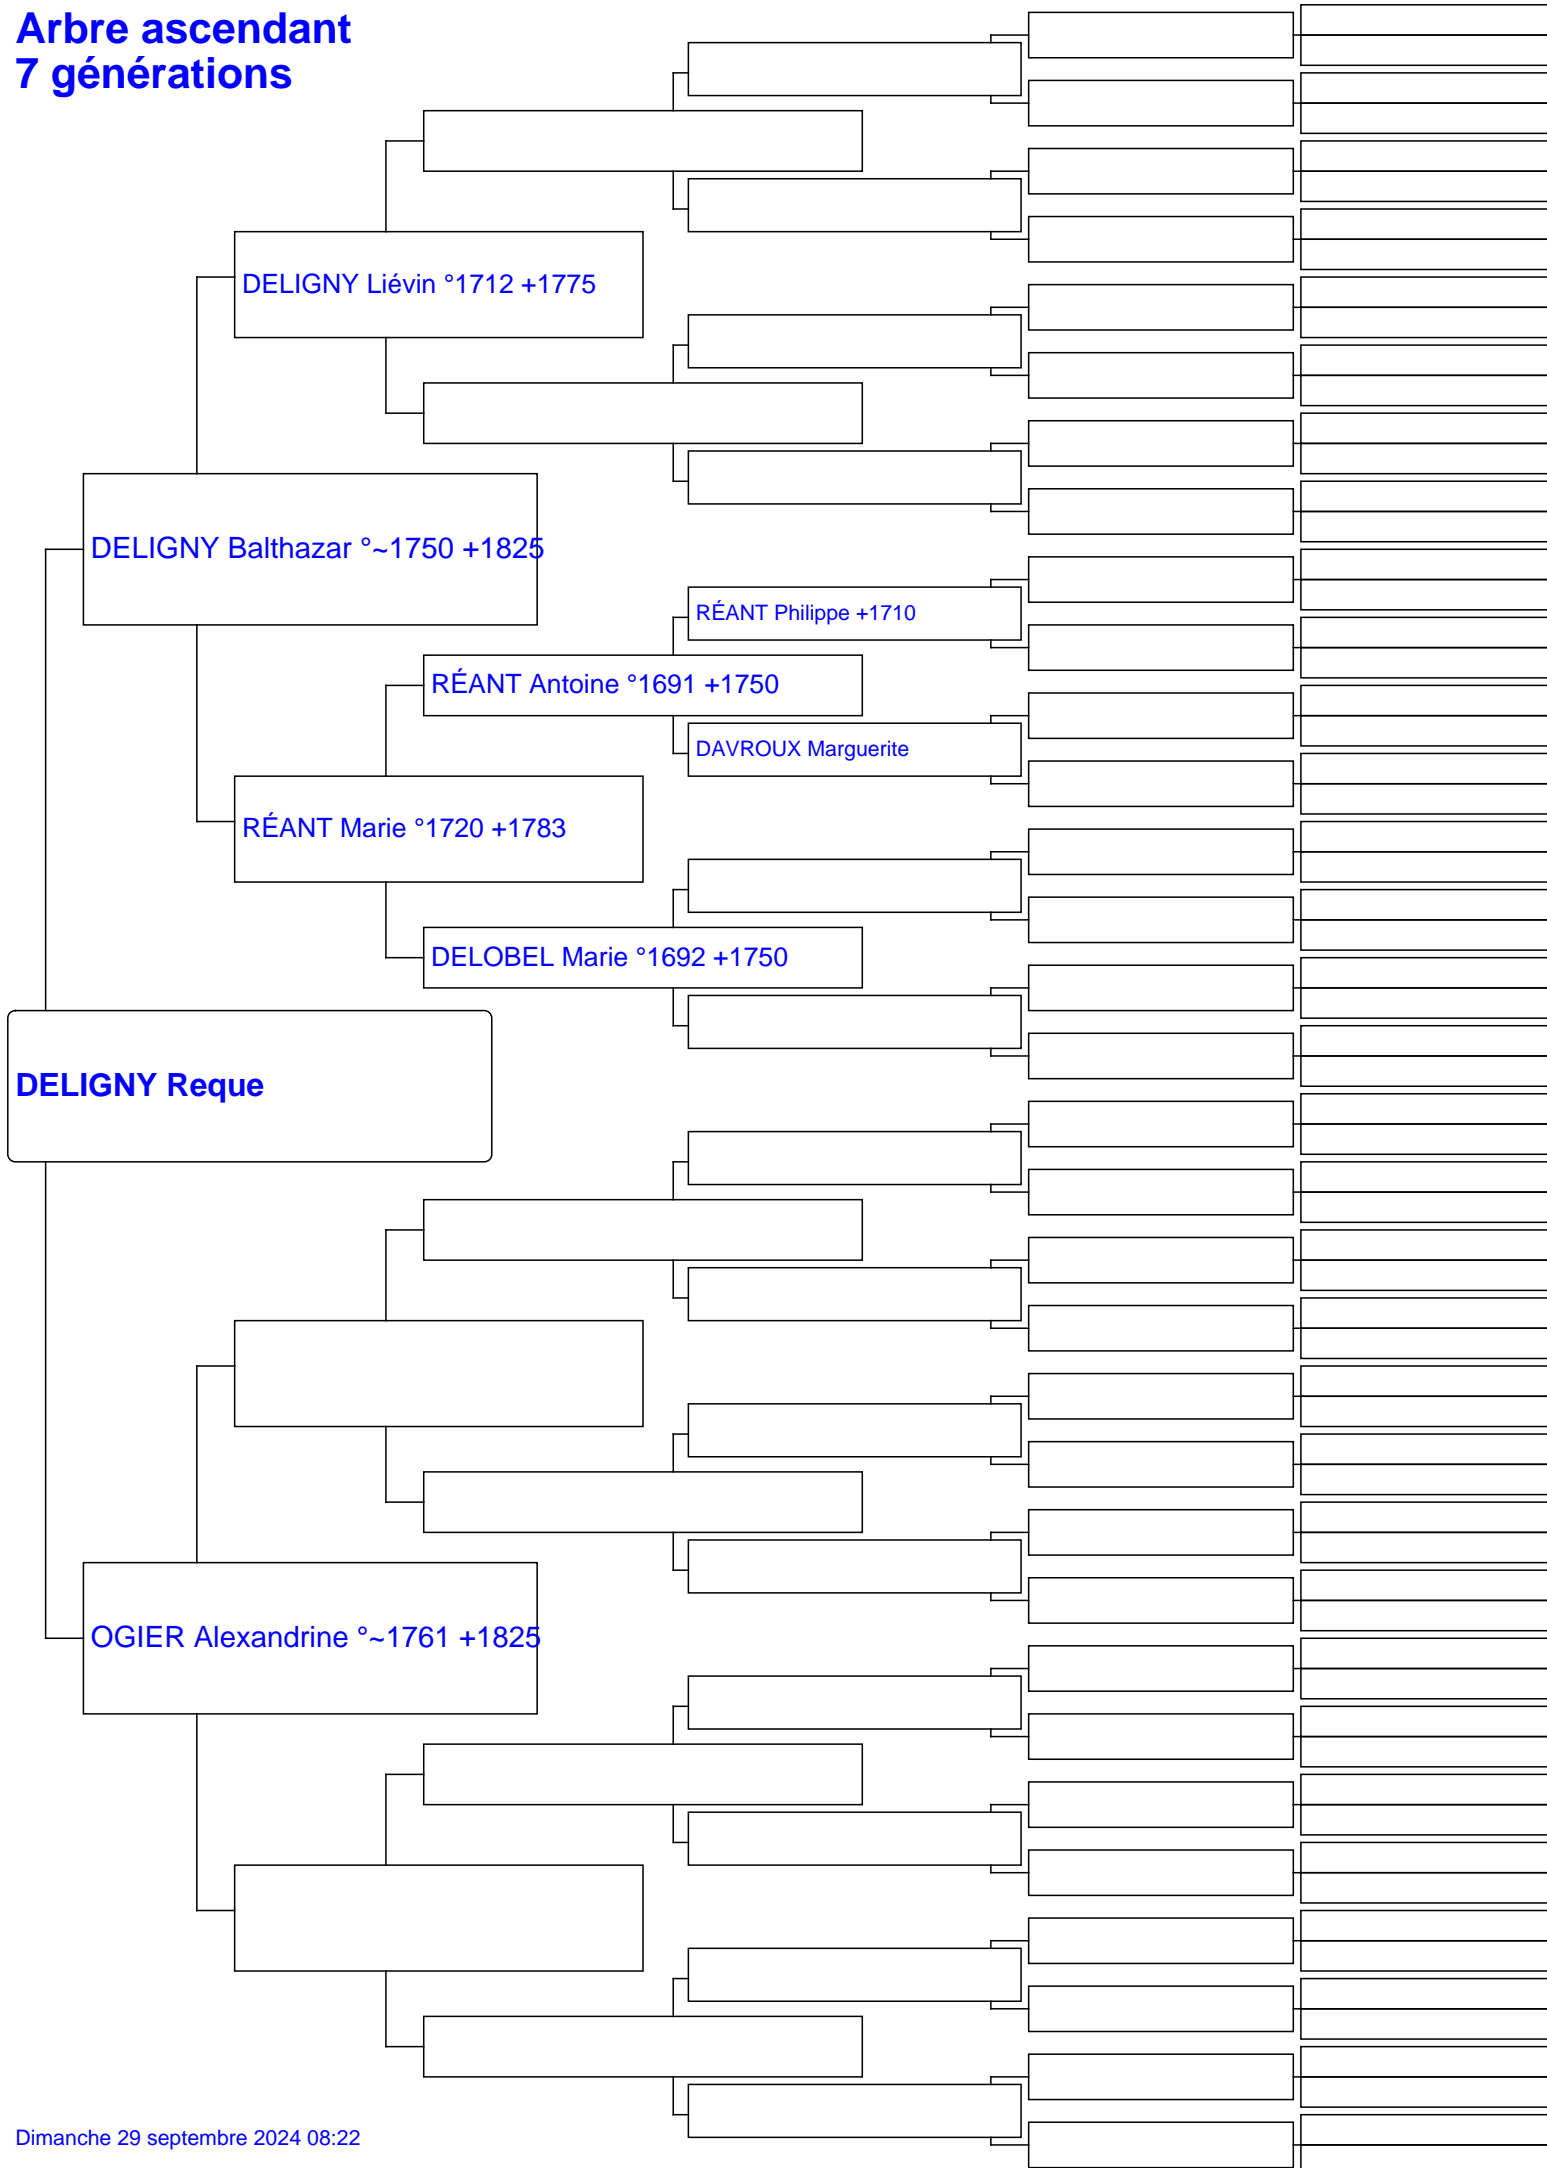 Arbre ascendant
7 générations
DELIGNY Liévin °1712 +1775
DELIGNY Balthazar °~1750 +1825
RÉANT Philippe +1710
RÉANT Antoine °1691 +1750
DAVROUX Marguerite
RÉANT Marie °1720 +1783
DELOBEL Marie °1692 +1750
DELIGNY Reque
OGIER Alexandrine °~1761 +1825
Dimanche 29 septembre 2024 08:22